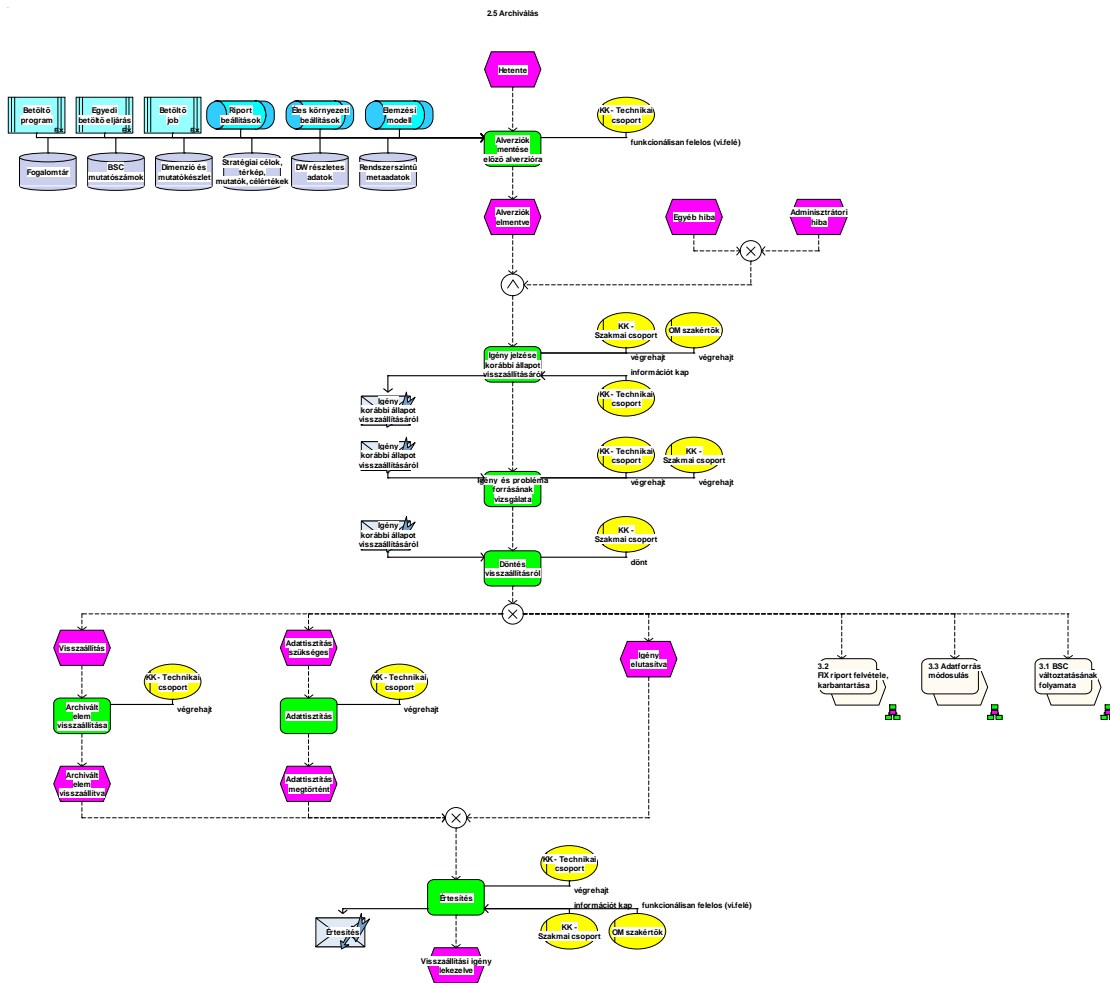 2.5 Archiválás
Hetente
Betöltő
program
Egyedi
betöltő eljárás
Betöltő
job
Riport
beállítások
Éles környezeti
beállítások
Elemzési
modell
KK - Technikai
csoport
funkcionálisan felelos (vi.felé)
Alverziók
mentése
előző alverzióra
Fogalomtár
BSC
mutatószámok
Dimenzió és
mutatókészlet
Stratégiai célok,
térkép,
mutatók, célértékek
DW részletes
adatok
Rendszerszintű
metaadatok
Alverziók
elmentve
Egyéb hiba
Adminisztrátori
hiba
KK -
Szakmai csoport
OM szakértők
végrehajt
végrehajt
Igény jelzése
korábbi állapot
visszaállításáról
információt kap
KK - Technikai
csoport
Igény
korábbi állapot
visszaállításáról
Igény
korábbi állapot
visszaállításáról
KK - Technikai
csoport
KK -
Szakmai csoport
végrehajt
végrehajt
Igény és probléma
forrásának
vizsgálata
Igény
korábbi állapot
visszaállításáról
KK -
Szakmai csoport
dönt
Döntés
visszaállításról
Visszaállítás
Adattisztítás
szükséges
Igény
elutasítva
3.2
FIX riport felvétele,
karbantartása
3.3 Adatforrás
módosulás
3.1 BSC
változtatásának
folyamata
KK - Technikai
csoport
végrehajt
KK - Technikai
csoport
végrehajt
Archivált
elem
visszaállítása
Adattisztítás
Archivált
elem
visszaállítva
Adattisztítás
megtörtént
KK - Technikai
csoport
végrehajt
Értesítés
információt kap
funkcionálisan felelos (vi.felé)
Értesítés
KK -
Szakmai csoport
OM szakértők
Visszaállítási igény
lekezelve